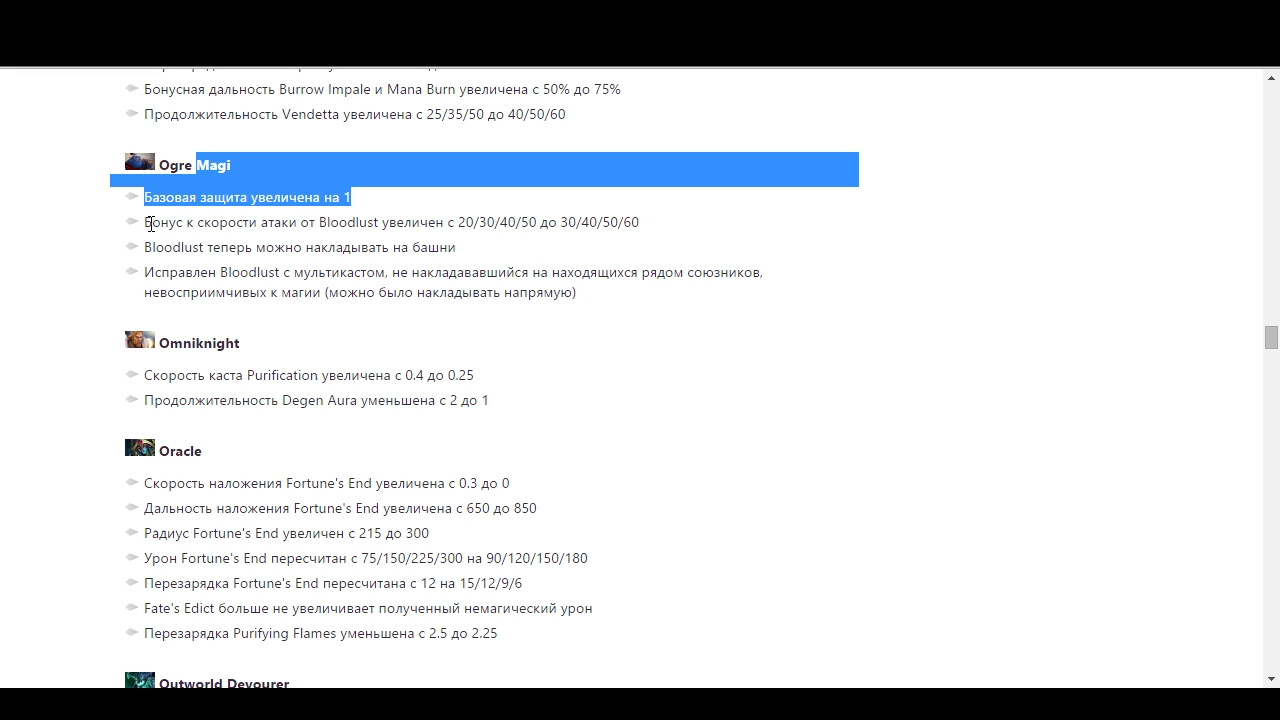 Бонусная дальность Burrow Impale и Mana Burn увеличена с 50% до 75%
Продолжительность Vendetta увеличена с 25/35/50 до 40/50/60
Ogre Magi
Базовая защита увеличена на 1
Бонус к скорости атаки от Bloodlust увеличен с 20/30/40/50 до 30/40/50/60
Bloodlust теперь можно накладывать на башни
Исправлен Bloodlust с мультикастом, не накладававшийся на находящихся рядом союзников,
невосприимчивых к магии (можно было накладывать напрямую)
Omniknight
Скорость каста Purification увеличена с 0.4 до 0.25
Продолжительность Degen Aura уменьшена с 2 до 1
Oracle
Скорость наложения Fortune's End увеличена с 0.3 до 0
Дальность наложения Fortune's End увеличена с 650 до 850
Радиус Fortune's End увеличен с 215 до 300
Урон Fortune's End пересчитан с 75/150/225/300 на 90/120/150/180
Перезарядка Fortune's End пересчитана с 12 на 15/12/9/6
Fate's Edict больше не увеличивает полученный немагический урон
Перезарядка Purifying Flames уменьшена с 2.5 до 2.25
Outworld Devourer